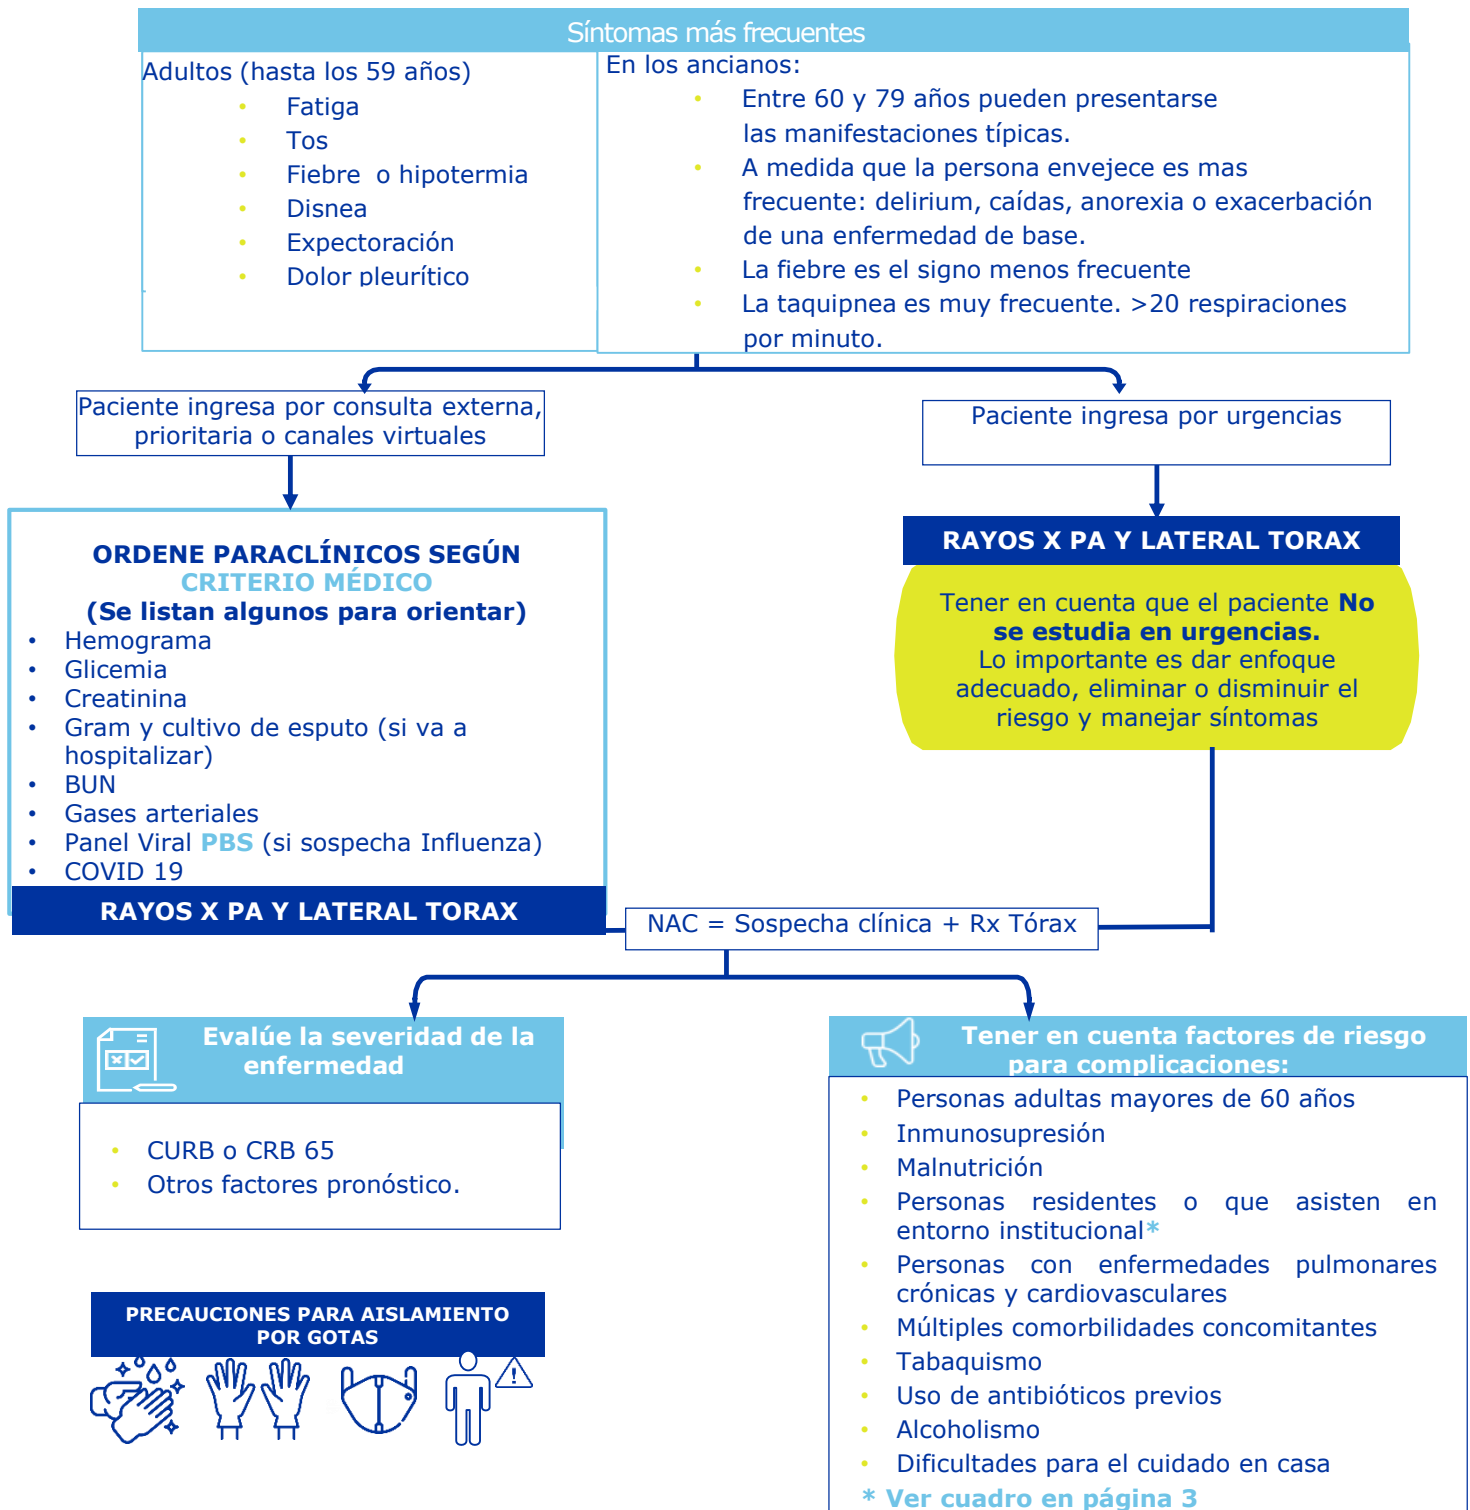 Síntomas más frecuentes
Adultos (hasta los 59 años)
• Fatiga
• Tos
• Fiebre o hipotermia
• Disnea
• Expectoración
• Dolor pleurítico
En los ancianos:
• Entre 60 y 79 años pueden presentarse
las manifestaciones típicas.
• A medida que la persona envejece es mas
frecuente: delirium, caídas, anorexia o exacerbación
de una enfermedad de base.
• La fiebre es el signo menos frecuente
• La taquipnea es muy frecuente. >20 respiraciones
por minuto.
Paciente ingresa por consulta externa,
prioritaria o canales virtuales
Paciente ingresa por urgencias
ORDENE PARACLÍNICOS SEGÚN
CRITERIO MÉDICO
(Se listan algunos para orientar)
• Hemograma
• Glicemia
• Creatinina
• Gram y cultivo de esputo (si va a
hospitalizar)
• BUN
• Gases arteriales
• Panel Viral PBS (si sospecha Influenza)
• COVID 19
RAYOS X PA Y LATERAL TORAX
RAYOS X PA Y LATERAL TORAX
Tener en cuenta que el paciente No
se estudia en urgencias.
Lo importante es dar enfoque
adecuado, eliminar o disminuir el
riesgo y manejar síntomas
NAC = Sospecha clínica + Rx Tórax
Evalúe la severidad de la
enfermedad
• CURB o CRB 65
• Otros factores pronóstico.
PRECAUCIONES PARA AISLAMIENTO
POR GOTAS
Tener en cuenta factores de riesgo
para complicaciones:
• Personas adultas mayores de 60 años
• Inmunosupresión
• Malnutrición
• Personas residentes o que asisten en
entorno institucional*
• Personas con enfermedades pulmonares
crónicas y cardiovasculares
• Múltiples comorbilidades concomitantes
• Tabaquismo
• Uso de antibióticos previos
• Alcoholismo
• Dificultades para el cuidado en casa
* Ver cuadro en página 3